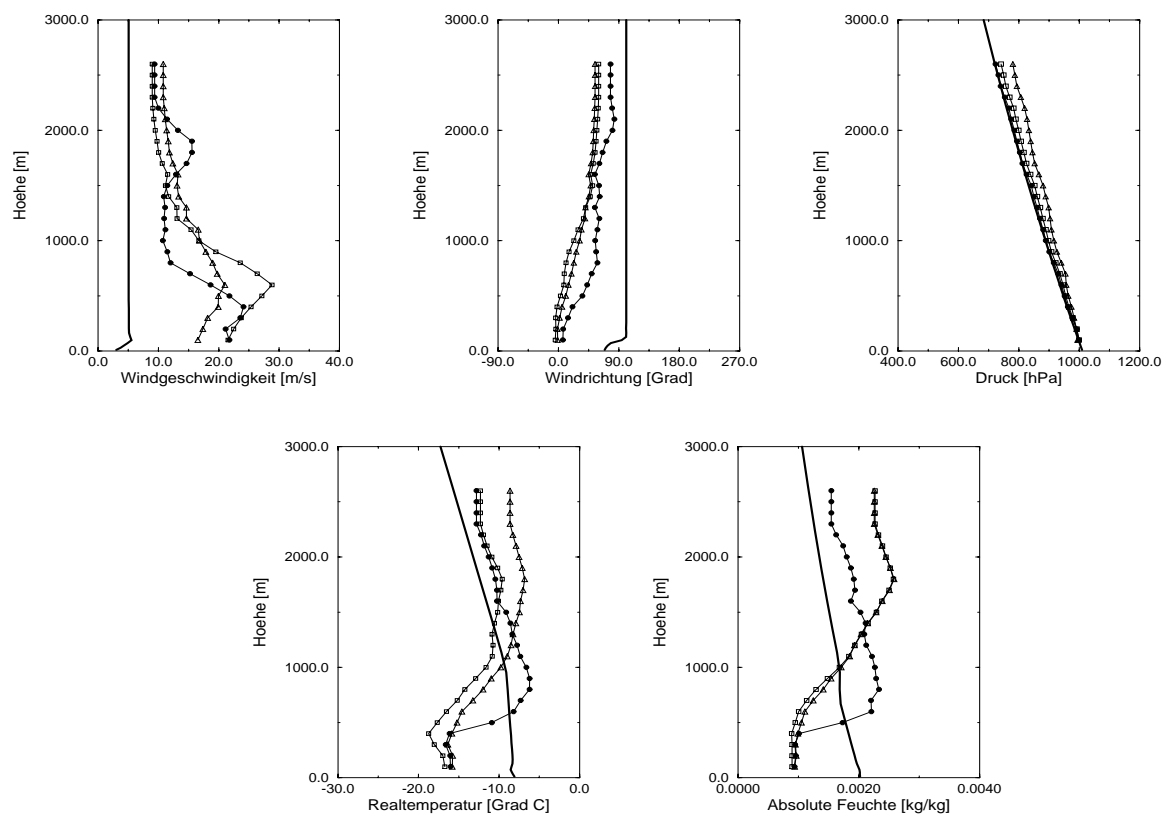 3000.0
2000.0
1000.0
0.0
Hoehe [m]
0.0 10.0 20.0 30.0 40.0
Windgeschwindigkeit [m/s]
3000.0
2000.0
1000.0
0.0
Hoehe [m]
-90.0 0.0 90.0 180.0 270.0
Windrichtung [Grad]
3000.0
2000.0
1000.0
0.0
Hoehe [m]
400.0 600.0 800.0 1000.0 1200.0
Druck [hPa]
3000.0
2000.0
1000.0
0.0
Hoehe [m]
-30.0 -20.0 -10.0 0.0
Realtemperatur [Grad C]
3000.0
2000.0
1000.0
0.0
Hoehe [m]
0.0000 0.0020 0.0040
Absolute Feuchte [kg/kg]